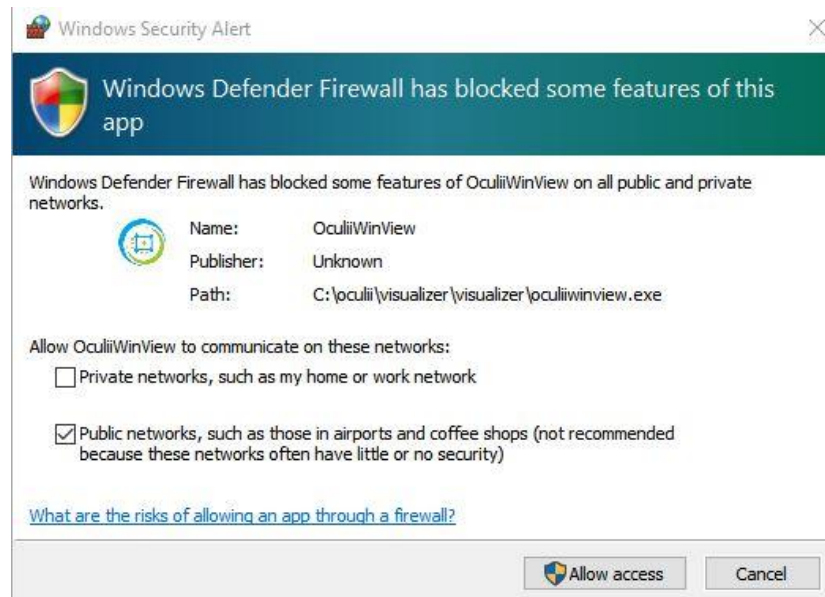 Windows Security Alert
Windows Defender Firewall has blocked some features of this
app
Windows Defender Firewall has blocked some features of OculiiWinView on all public and private
networks.
Name: OculiiWinView
Publisher: Unknown
Path: C:\oculii\visualizer\visualizer\oculiiwinview.exe
Allow OculiiWinView to communicate on these networks:
Private networks, such as my home or work network
Public networks, such as those in airports and coffee shops (not recommended
because these networks often have little or no security)
What are the risks of allowing an app through a firewall?
Allow access Cancel